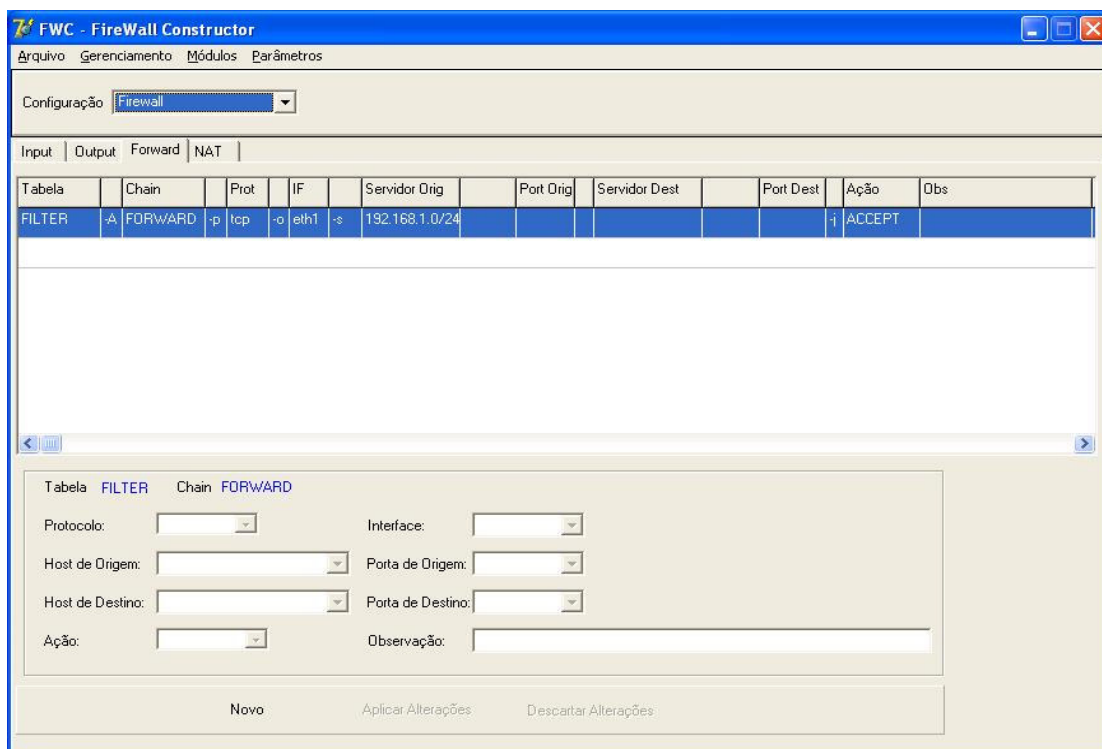 FWC - FireWall Constructor
Arquivo Gerenciamento Módulos Parâmetros
Configuração Firewall
Input Output Forward NAT
Tabela Chain Prot IF Servidor Orig Port Orig Servidor Dest Port Dest Ação Obs
FILTER -A FORWARD -p tcp -o eth1 -s 192.168.1.0/24 -j ACCEPT
Tabela FILTER Chain FORWARD
Protocolo: Interface:
Host de Origem: Porta de Origem:
Host de Destino: Porta de Destino:
Ação: Observação:
Novo Aplicar Alterações Descartar Alterações